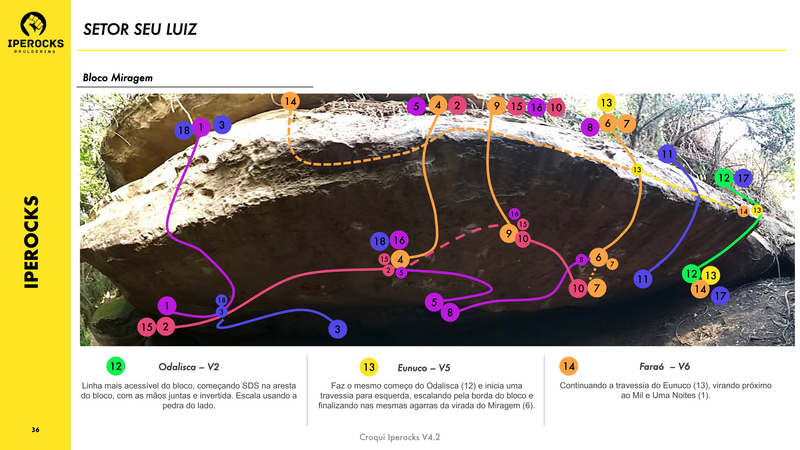 SETOR SEU LUIZ
IPEROCKS
BOULDERING
Bloco Miragem
14
5 4 2
9 15 16 10
13
8 6 7
18 1 3
11
12 17
13
14 13
16
15
9 10
18 16
15 4
2 5
8 6 7
11
12 13
14 17
10 7
1
18
3
5
8
15 2
3
IPEROCKS
12 Odalisca – V2
Linha mais acessível do bloco, começando SDS na aresta
do bloco, com as mãos juntas e invertida. Escala usando a
pedra do lado.
13 Eunuco – V5
Faz o mesmo começo do Odalisca (12) e inicia uma
travessia para esquerda, escalando pela borda do bloco e
finalizando nas mesmas agarras da virada do Miragem (6).
14 Faraó – V6
Continuando a travessia do Eunuco (13), virando próximo
ao Mil e Uma Noites (1).
36
Croqui Iperocks V4.2